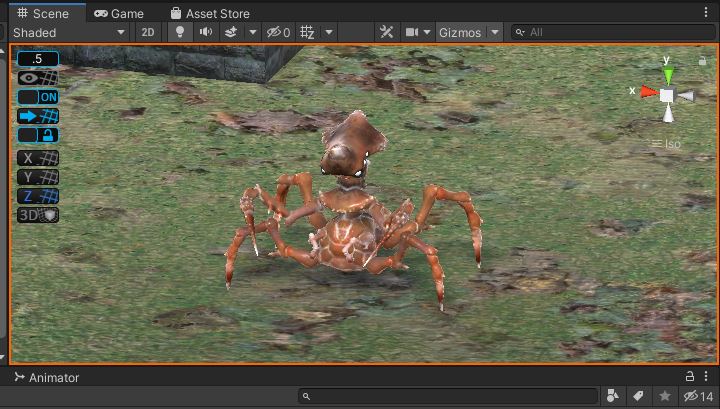 Scene Game Asset Store
Shaded 2D 0 Gizmos All
.5
ON
X
Y
Z
3D
y
x
Iso
Animator
14